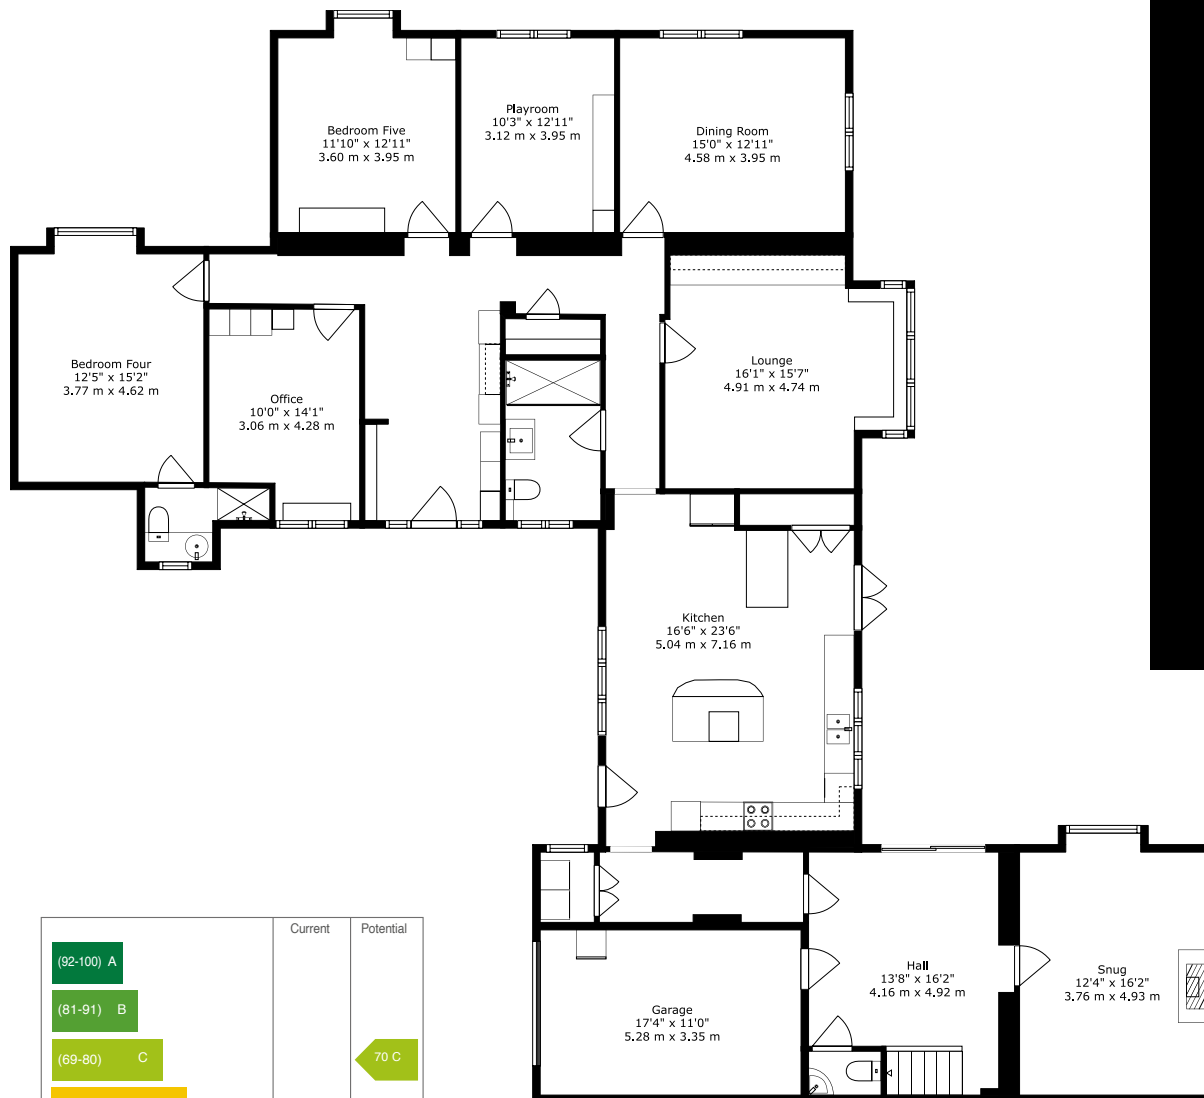 Bedroom Five
11'10" x 12'11"
3.60 m x 3.95 m
Playroom
10'3" x 12'11"
3.12 m x 3.95 m
Dining Room
15'0" x 12'11"
4.58 m x 3.95 m
Bedroom Four
12'5" x 15'2"
3.77 m x 4.62 m
Office
10'0" x 14'1"
3.06 m x 4.28 m
Lounge
16'1" x 15'7"
4.91 m x 4.74 m
Kitchen
16'6" x 23'6"
5.04 m x 7.16 m
Hall
13'8" x 16'2"
4.16 m x 4.92 m
Snug
12'4" x 16'2"
3.76 m x 4.93 m
Garage
17'4" x 11'0"
5.28 m x 3.35 m
Current Potential
(92-100) A
(81-91) B
(69-80) C 70 C